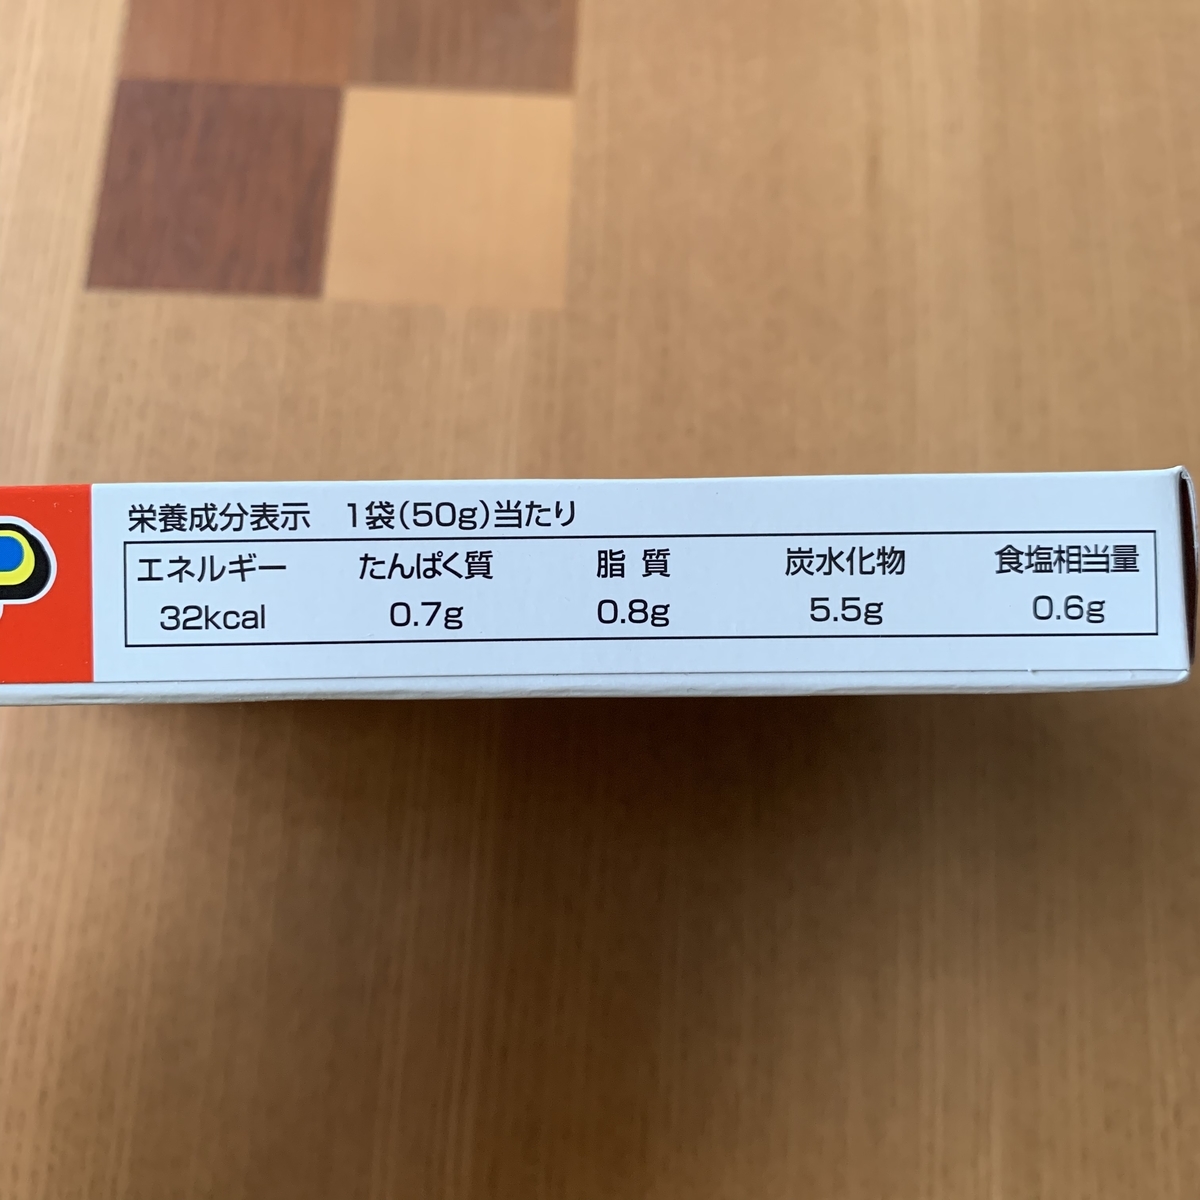 栄養成分表示　1袋(50g)当たり
エネルギー　たんぱく質　脂 質　炭水化物　食塩相当量
32kcal　0.7g　0.8g　5.5g　0.6g